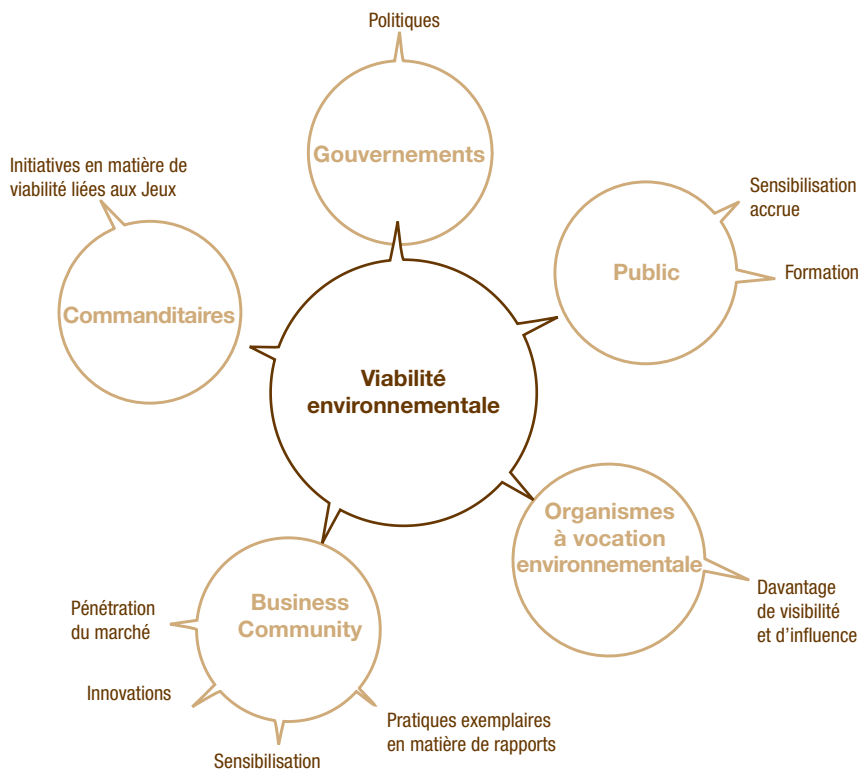 Politiques
Gouvernements
Initiatives en matière de
viabilité liées aux Jeux
Commanditaires
Sensibilisation
accrue
Public
Formation
Viabilité
environnementale
Organismes
à vocation
environnementale
Davantage
de visibilité
et d'influence
Business
Community
Pénétration
du marché
Innovations
Sensibilisation
Pratiques exemplaires
en matière de rapports